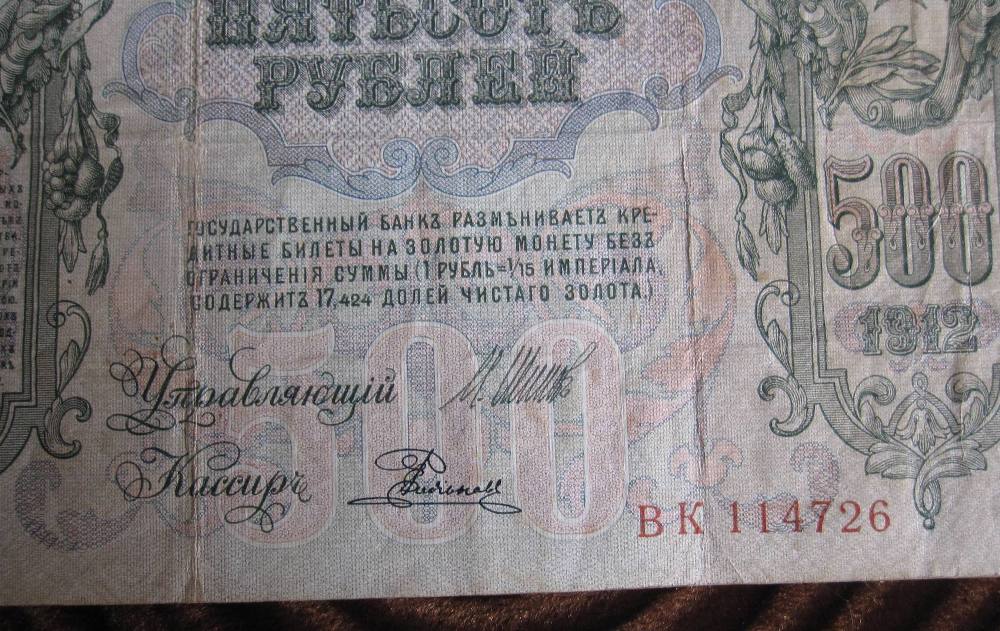 ПЯТЬСОТЪ
РУБЛЕЙ
ГОСУДАРСТВЕННЫЙ БАНКЪ РАЗМѢНИВАЕТЪ КРЕ-
ДИТНЫЕ БИЛЕТЫ НА ЗОЛОТУЮ МОНЕТУ БЕЗЪ
ОГРАНИЧЕНІЯ СУММЫ (1 РУБЛЬ=1/15 ИМПЕРІАЛА,
СОДЕРЖИТЪ 17,424 ДОЛЕЙ ЧИСТАГО ЗОЛОТА.)
500
1912
500
Управляющій
Кассиръ
ВК 114726